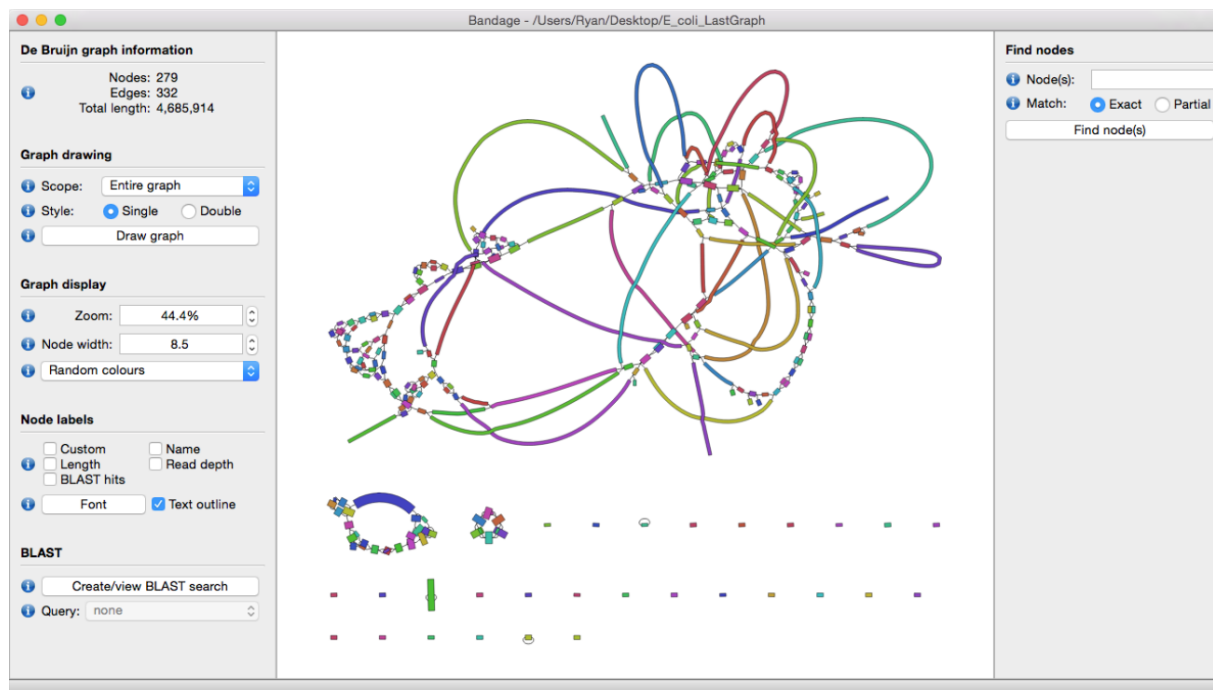 Bandage - /Users/Ryan/Desktop/E_coli_LastGraph
De Bruijn graph information
Nodes: 279
Edges: 332
Total length: 4,685,914
Graph drawing
Scope: Entire graph
Style: Single Double
Draw graph
Graph display
Zoom: 44.4%
Node width: 8.5
Random colours
Node labels
Custom Name
Length Read depth
BLAST hits
Font Text outline
BLAST
Create/view BLAST search
Query: none
Find nodes
Node(s):
Match: Exact Partial
Find node(s)